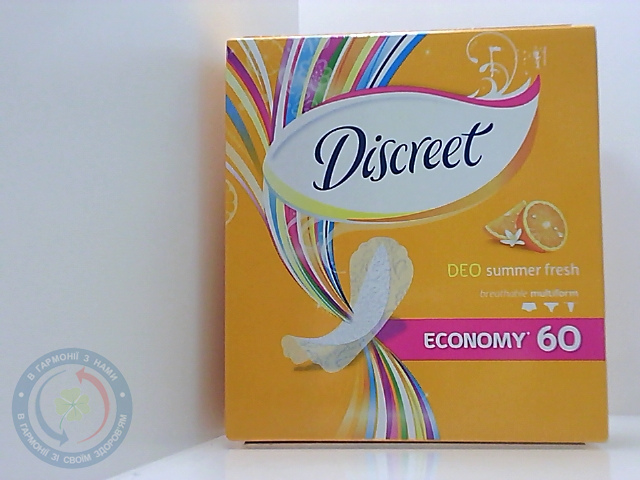 Discreet
DEO summer fresh
breathable multiform
ECONOMY* 60
В ГАРМОНІЇ З НАМИ
В ГАРМОНІЇ ЗІ СВОЇМ ЗДОРОВ'ЯМ